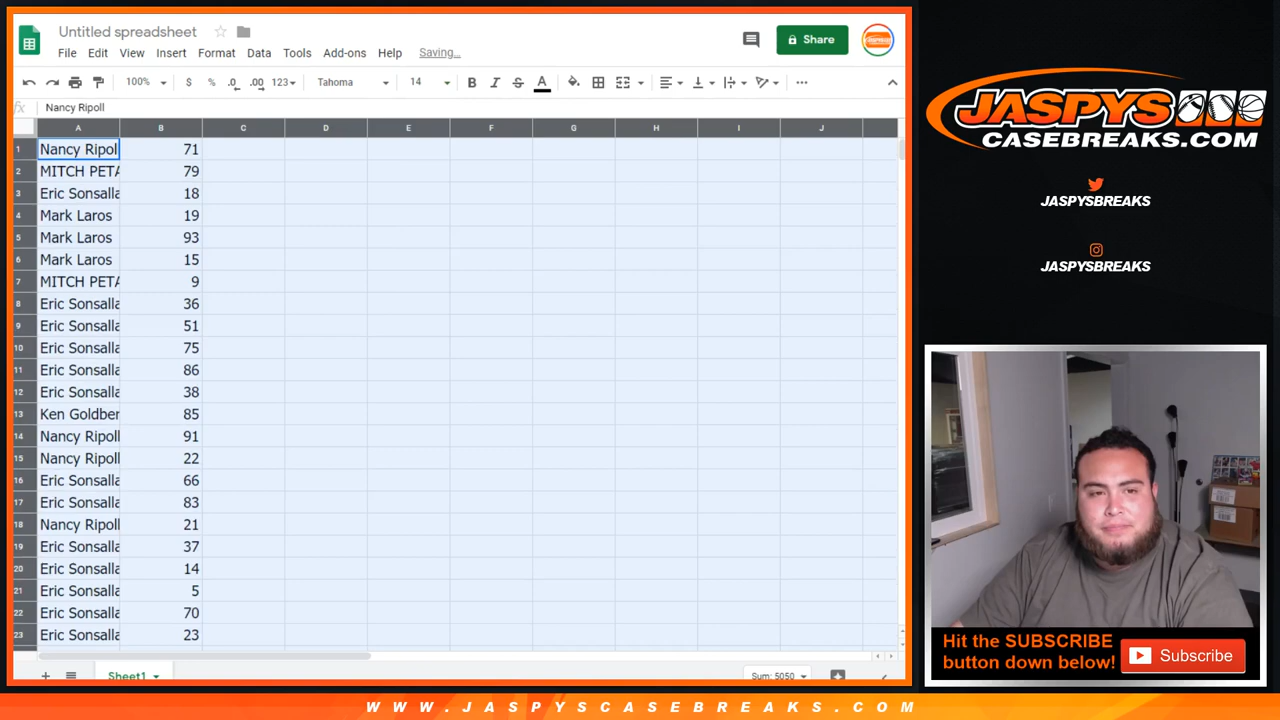 Untitled spreadsheet
File Edit View Insert Format Data Tools Add-ons Help Saving...
Share
100% $ % .0 .00 123 Tahoma 14 B I S A
fx Nancy Ripoll
A B C D E F G H I J
1 Nancy Ripol 71
2 MITCH PETA 79
3 Eric Sonsalla 18
4 Mark Laros 19
5 Mark Laros 93
6 Mark Laros 15
7 MITCH PETA 9
8 Eric Sonsalla 36
9 Eric Sonsalla 51
10 Eric Sonsalla 75
11 Eric Sonsalla 86
12 Eric Sonsalla 38
13 Ken Goldber 85
14 Nancy Ripoll 91
15 Nancy Ripoll 22
16 Eric Sonsalla 66
17 Eric Sonsalla 83
18 Nancy Ripoll 21
19 Eric Sonsalla 37
20 Eric Sonsalla 14
21 Eric Sonsalla 5
22 Eric Sonsalla 70
23 Eric Sonsalla 23
Sheet1 Sum: 5050
JASPYS
CASEBREAKS.COM
JASPYSBREAKS
JASPYSBREAKS
Hit the SUBSCRIBE
button down below!
Subscribe
WWW.JASPYSCASEBREAKS.COM